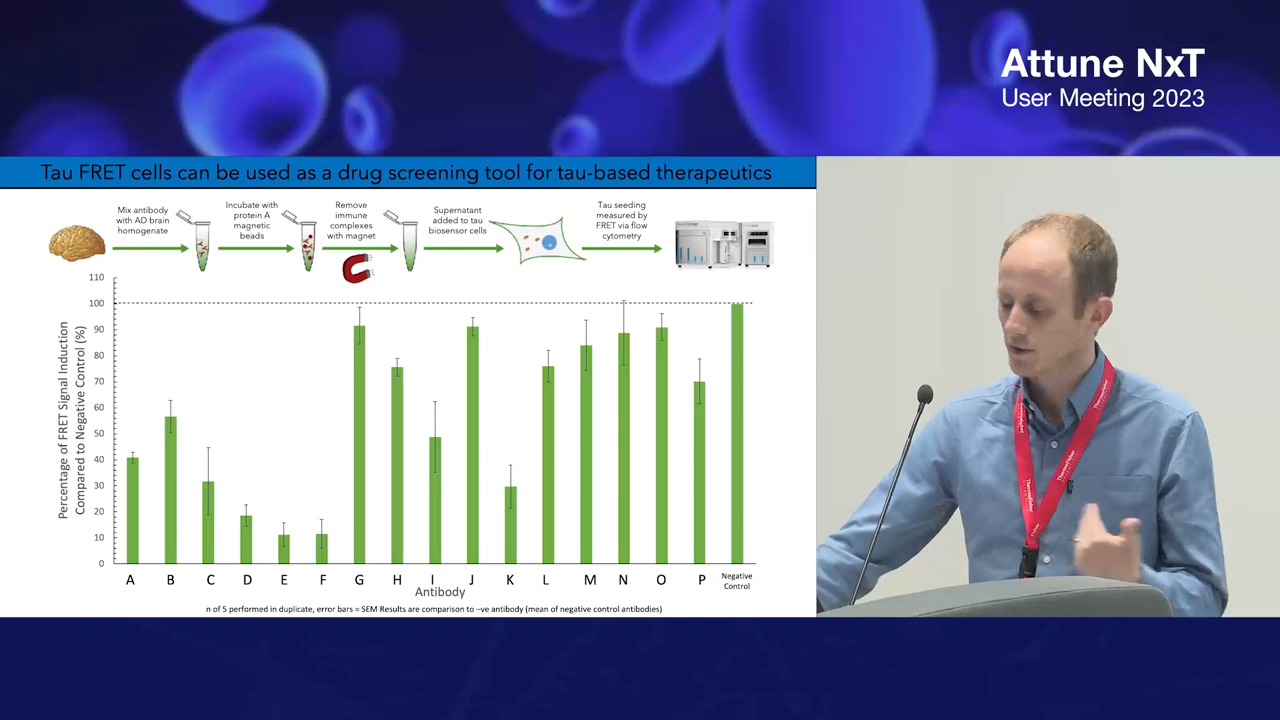 Attune NxT
User Meeting 2023
Tau FRET cells can be used as a drug screening tool for tau-based therapeutics
Mix antibody
with AD brain
homogenate
Incubate with
protein A
magnetic
beads
Remove
immune
complexes
with magnet
Supernatant
added to tau
biosensor cells
Tau seeding
measured by
FRET via flow
cytometry
Percentage of FRET Signal Induction
Compared to Negative Control (%)
110
100
90
80
70
60
50
40
30
20
10
0
A B C D E F G H I J K L M N O P Negative
Control
Antibody
n of 5 performed in duplicate, error bars = SEM Results are comparison to –ve antibody (mean of negative control antibodies)
ThermoFisher